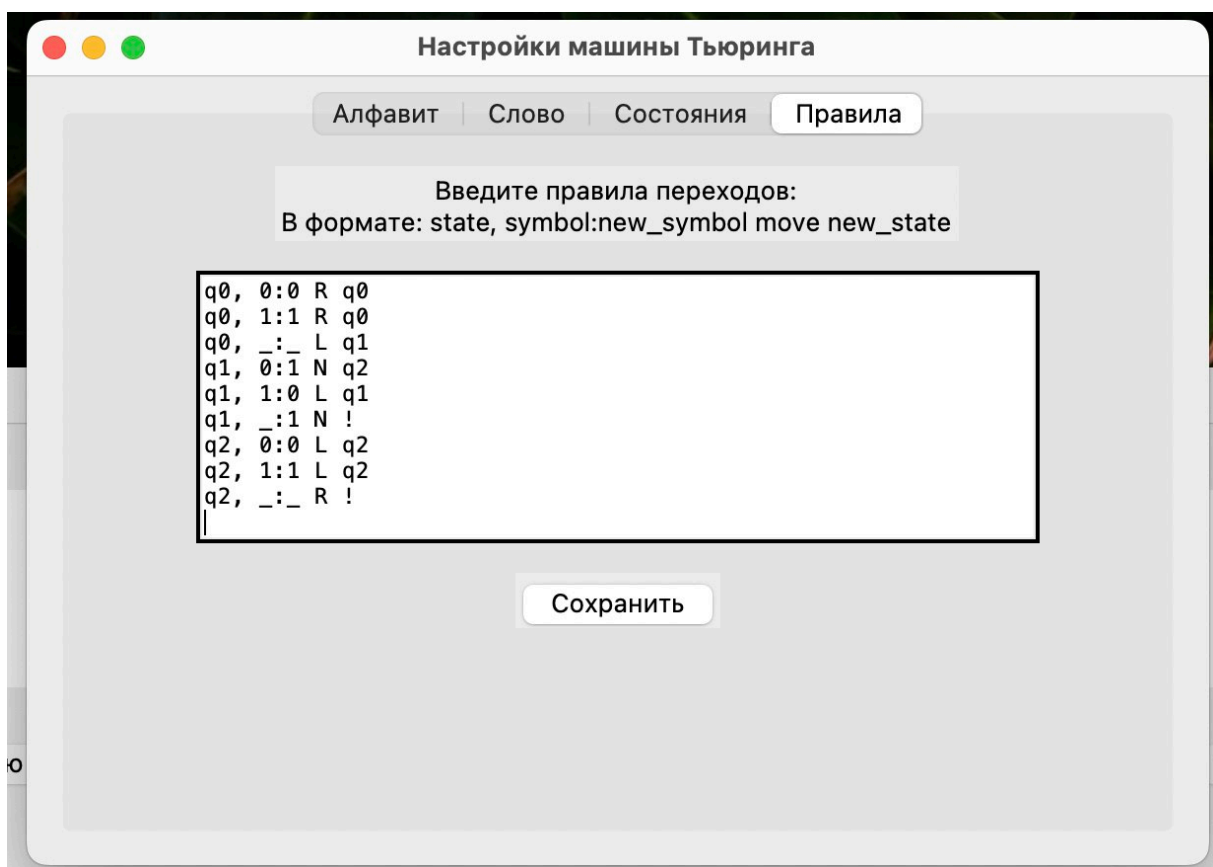 Настройки машины Тьюринга
Алфавит Слово Состояния Правила
Введите правила переходов:
В формате: state, symbol:new_symbol move new_state
q0, 0:0 R q0
q0, 1:1 R q0
q0, _:_ L q1
q1, 0:1 N q2
q1, 1:0 L q1
q1, _:1 N !
q2, 0:0 L q2
q2, 1:1 L q2
q2, _:_ R !
Сохранить
ю